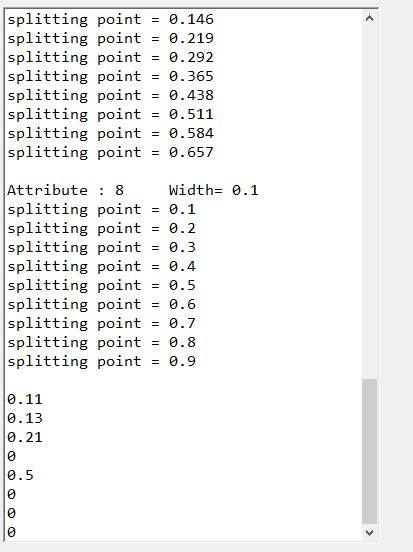 splitting point = 0.146
splitting point = 0.219
splitting point = 0.292
splitting point = 0.365
splitting point = 0.438
splitting point = 0.511
splitting point = 0.584
splitting point = 0.657
Attribute : 8     Width= 0.1
splitting point = 0.1
splitting point = 0.2
splitting point = 0.3
splitting point = 0.4
splitting point = 0.5
splitting point = 0.6
splitting point = 0.7
splitting point = 0.8
splitting point = 0.9
0.11
0.13
0.21
0
0.5
0
0
0